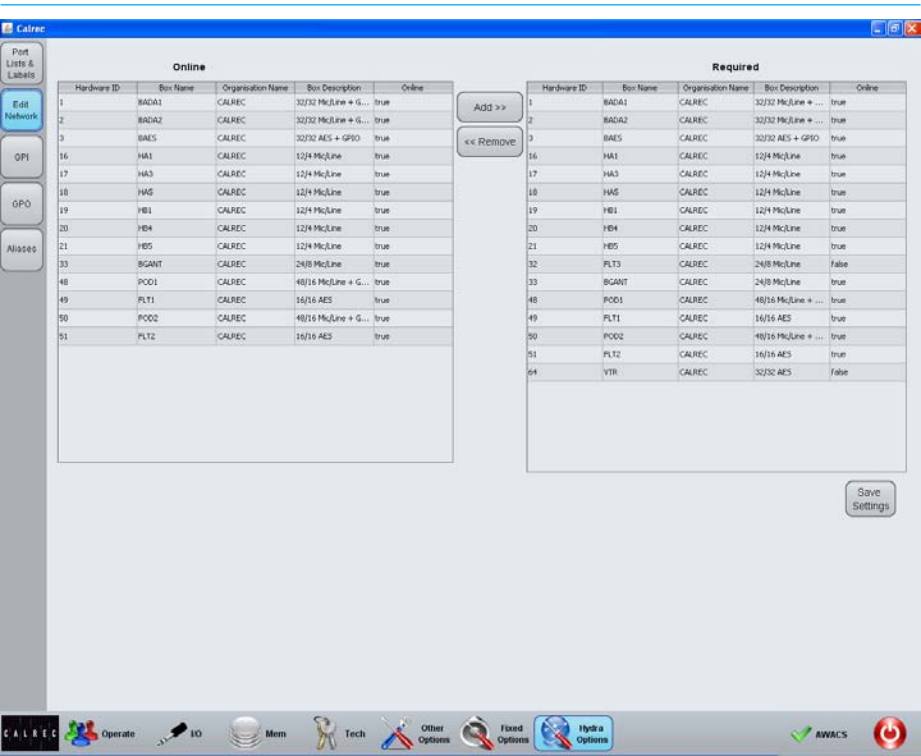 Calrec
Port Lists & Labels
Edit Network
GPI
GPO
Aliases
Online
Hardware ID Box Name Organisation Name Box Description Online
1 BADA1 CALREC 32/32 Mic/Line + G... true
2 BADA2 CALREC 32/32 Mic/Line + G... true
3 BAES CALREC 32/32 AES + GPIO true
16 HA1 CALREC 12/4 Mic/Line true
17 HA3 CALREC 12/4 Mic/Line true
18 HA5 CALREC 12/4 Mic/Line true
19 HB1 CALREC 12/4 Mic/Line true
20 HB4 CALREC 12/4 Mic/Line true
21 HB5 CALREC 12/4 Mic/Line true
33 BGANT CALREC 24/8 Mic/Line true
48 POD1 CALREC 48/16 Mic/Line + G... true
49 FLT1 CALREC 16/16 AES true
50 POD2 CALREC 48/16 Mic/Line + G... true
51 FLT2 CALREC 16/16 AES true
Add >>
<< Remove
Required
Hardware ID Box Name Organisation Name Box Description Online
1 BADA1 CALREC 32/32 Mic/Line + ... true
2 BADA2 CALREC 32/32 Mic/Line + ... true
3 BAES CALREC 32/32 AES + GPIO true
16 HA1 CALREC 12/4 Mic/Line true
17 HA3 CALREC 12/4 Mic/Line true
18 HA5 CALREC 12/4 Mic/Line true
19 HB1 CALREC 12/4 Mic/Line true
20 HB4 CALREC 12/4 Mic/Line true
21 HB5 CALREC 12/4 Mic/Line true
32 FLT3 CALREC 24/8 Mic/Line false
33 BGANT CALREC 24/8 Mic/Line true
48 POD1 CALREC 48/16 Mic/Line + ... true
49 FLT1 CALREC 16/16 AES true
50 POD2 CALREC 48/16 Mic/Line + ... true
51 FLT2 CALREC 16/16 AES true
64 VTR CALREC 32/32 AES false
Save
Settings
CALREC
Operate
I/O
Mem
Tech
Other Options
Fixed Options
Hydra Options
AWACS